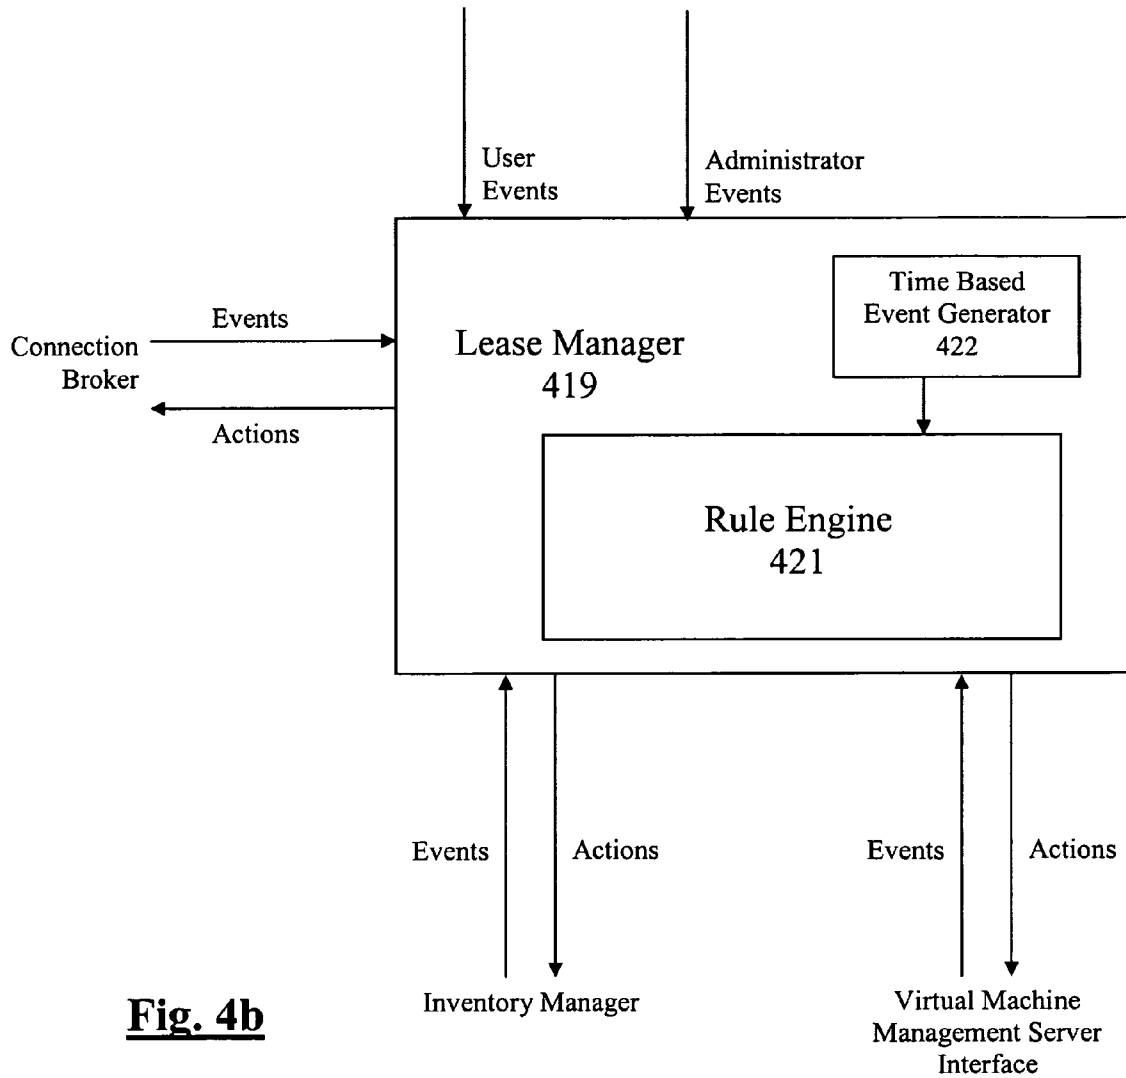 User
Events
Administrator
Events
Time Based
Event Generator
422
Events
Connection
Broker
Actions
Lease Manager
419
Rule Engine
421
Events
Actions
Events
Actions
Inventory Manager
Virtual Machine
Management Server
Interface
Fig. 4b